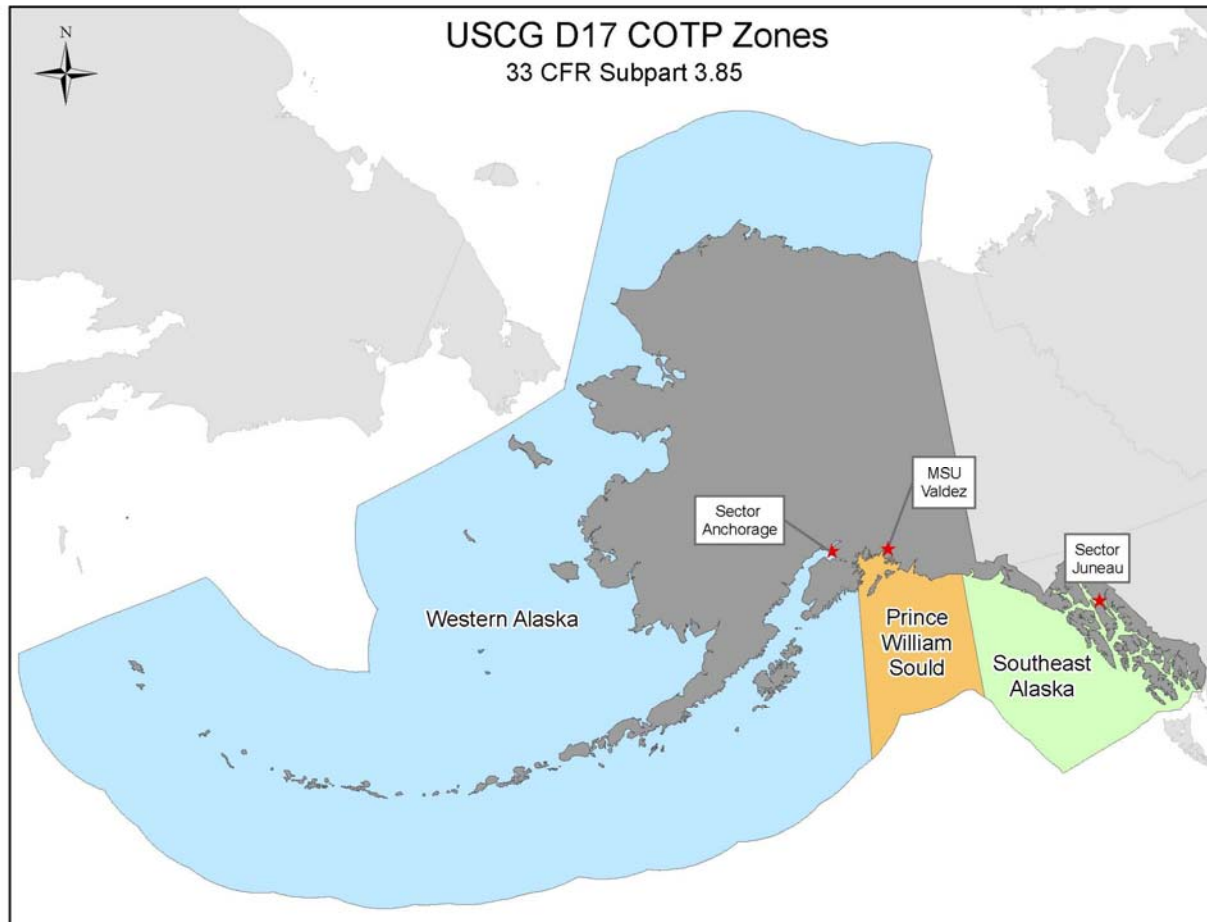 N
USCG D17 COTP Zones
33 CFR Subpart 3.85
MSU
Valdez
Sector
Anchorage
Sector
Juneau
Western Alaska
Prince
William
Sould
Southeast
Alaska